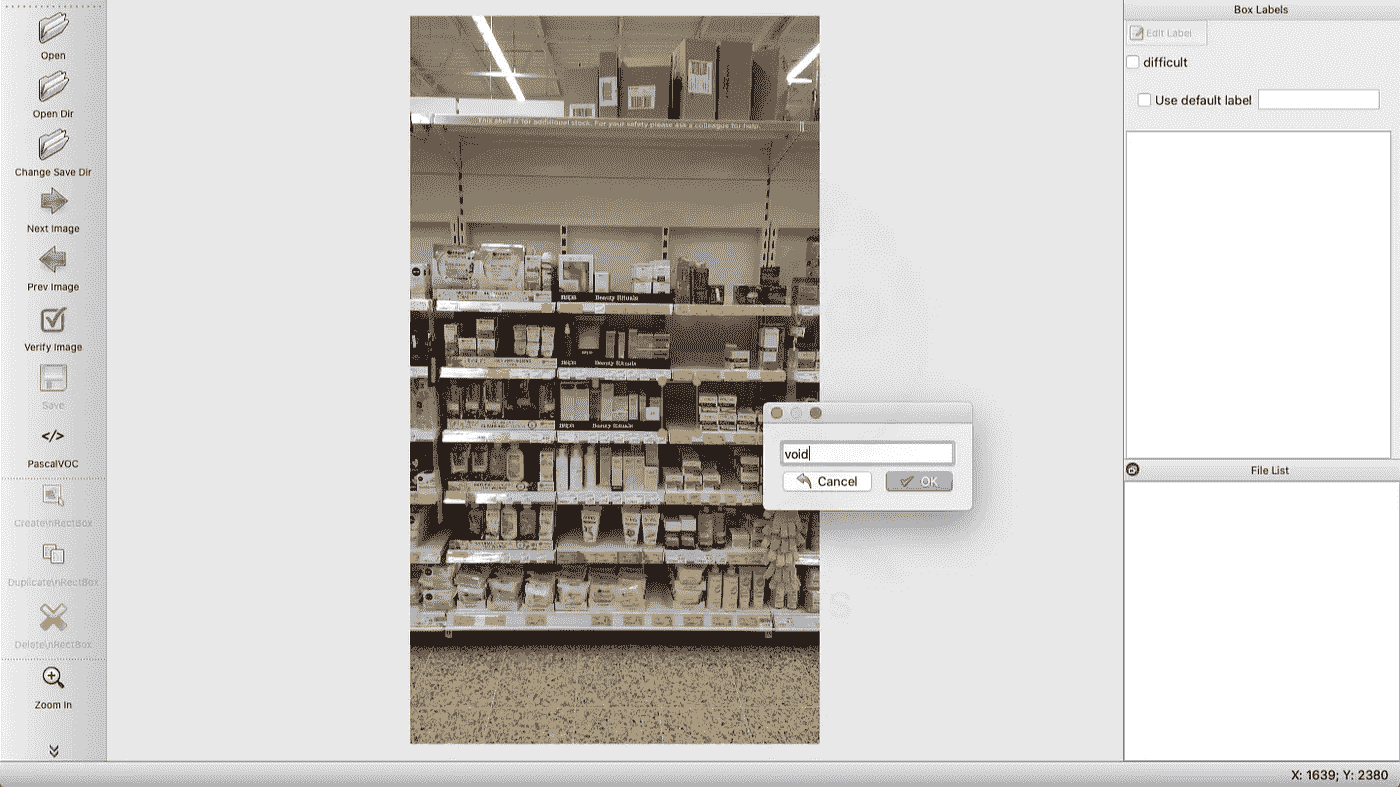 Open
Open Dir
Change Save Dir
Next Image
Prev Image
Verify Image
Save
</>
PascalVOC
Create\nRectBox
Duplicate\nRectBox
Delete\nRectBox
Zoom In
This shelf is for additional stock. For your safety please ask a colleague for help.
Beauty Rituals
Beauty Rituals
Beauty Rituals
void
Cancel
OK
Box Labels
Edit Label
difficult
Use default label
File List
X: 1639; Y: 2380